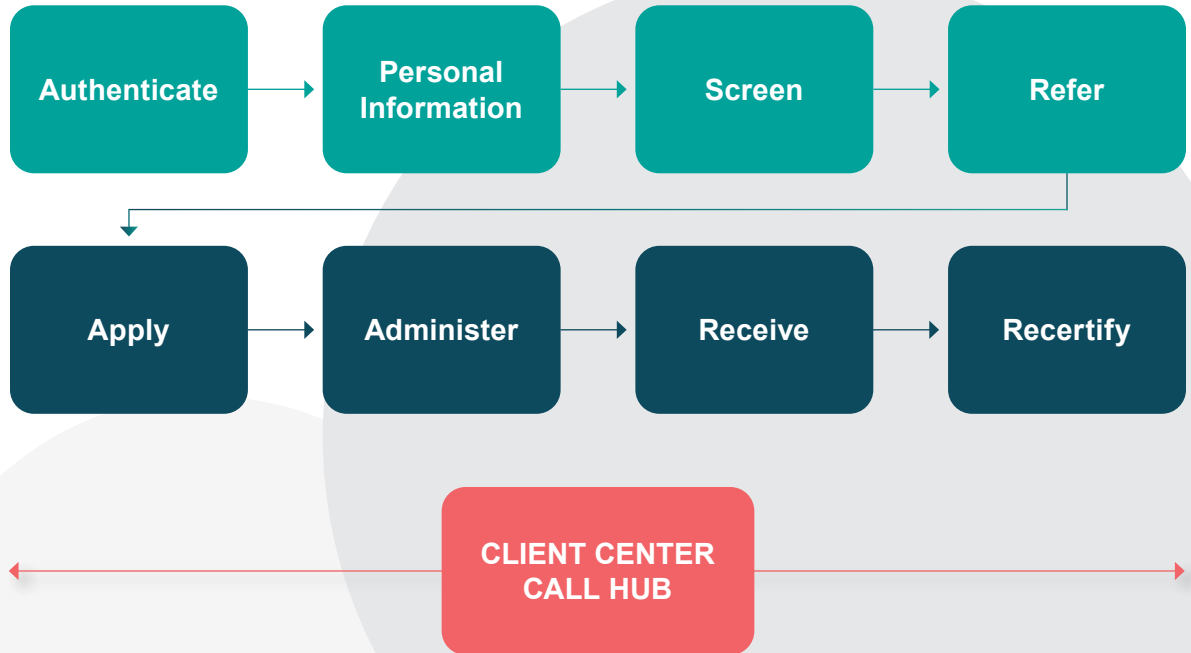 Authenticate
Personal
Information
Screen
Refer
Apply
Administer
Receive
Recertify
CLIENT CENTER
CALL HUB